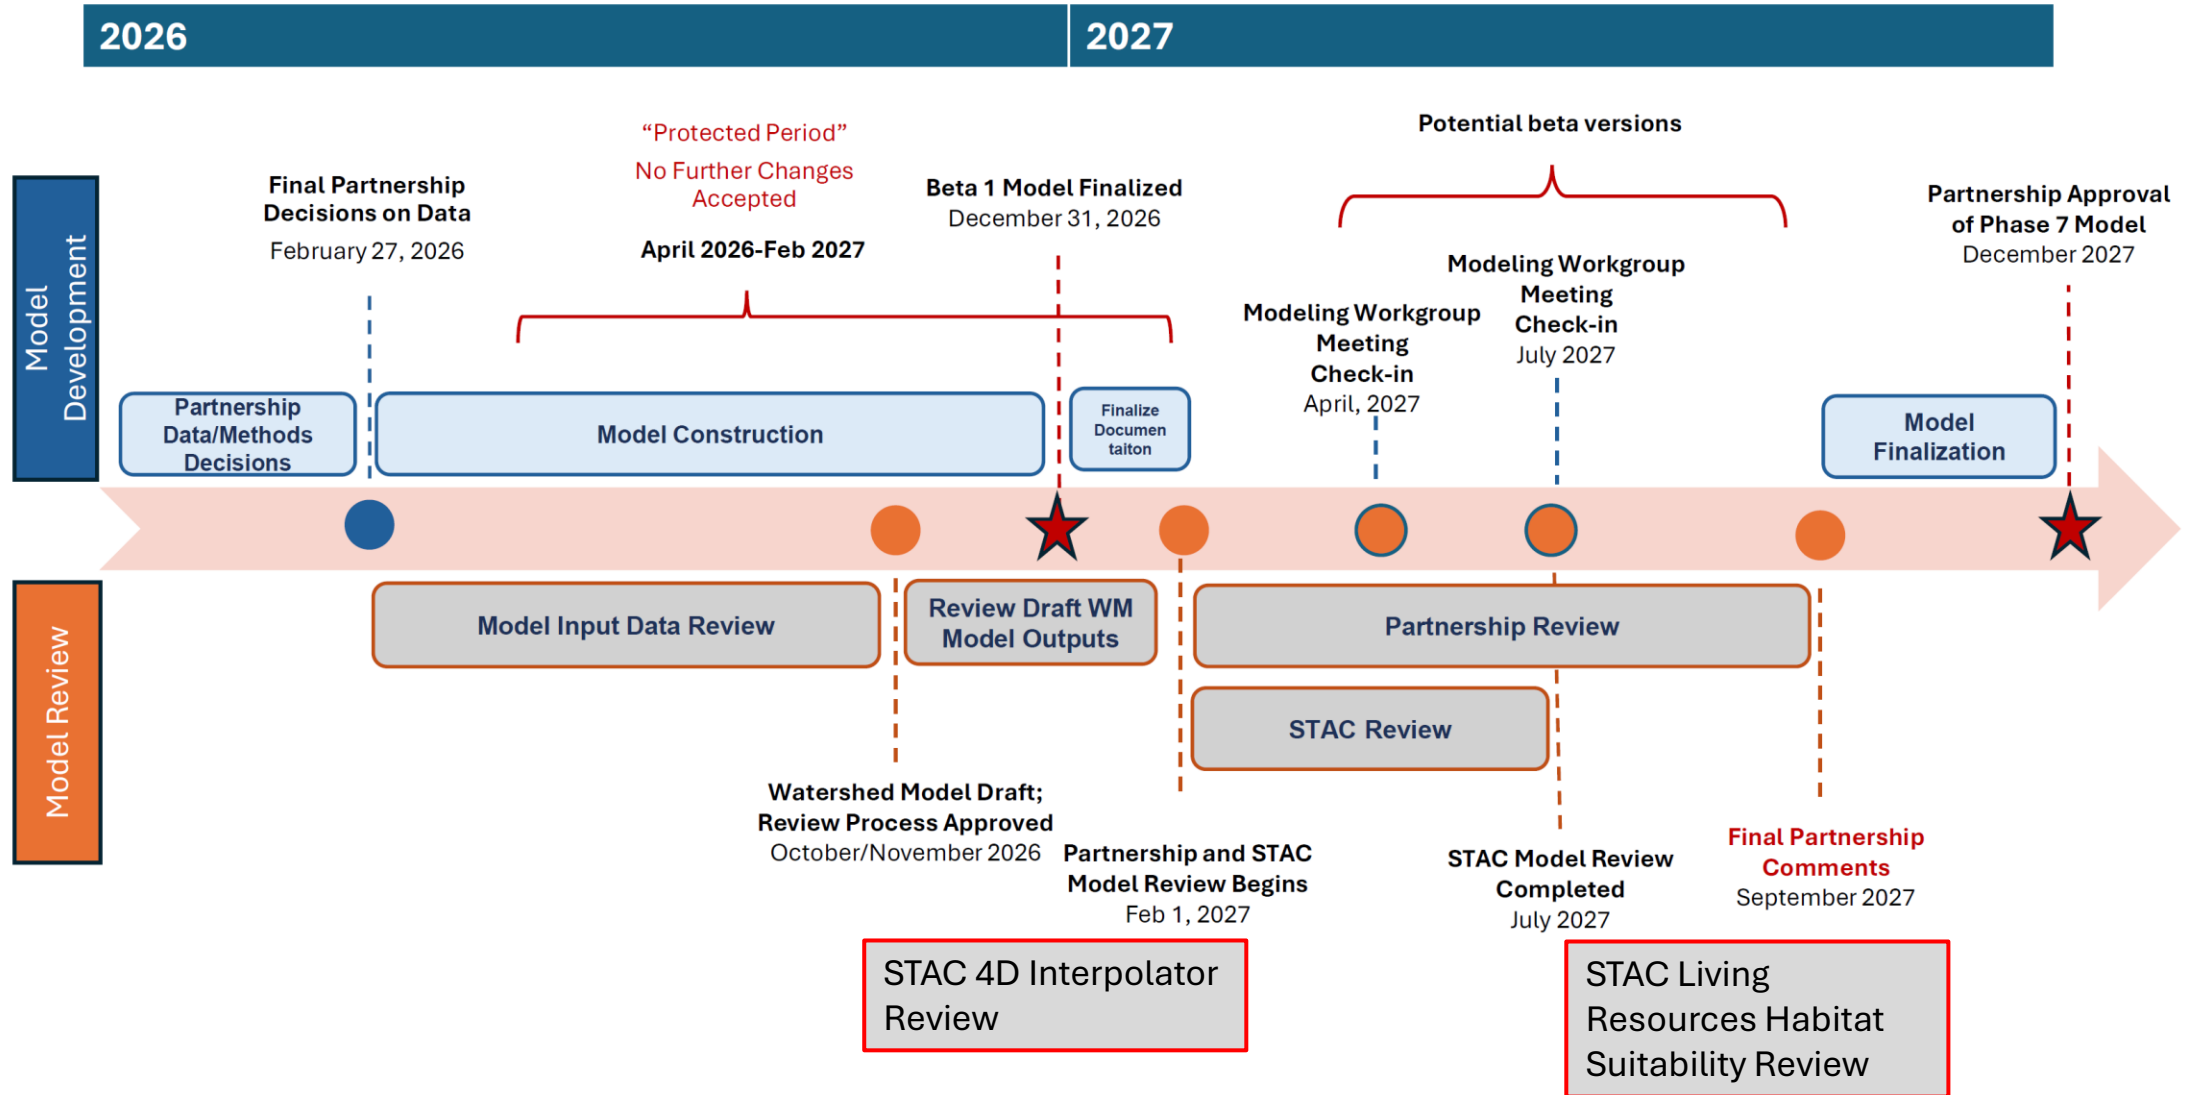 2026
2027
“Protected Period”
No Further Changes
Accepted
April 2026-Feb 2027
Potential beta versions
Final Partnership
Decisions on Data
February 27, 2026
Beta 1 Model Finalized
December 31, 2026
Partnership Approval
of Phase 7 Model
December 2027
Modeling Workgroup
Meeting
Check-in
July 2027
Modeling Workgroup
Meeting
Check-in
April, 2027
Model
Development
Partnership
Data/Methods
Decisions
Model Construction
Finalize
Documen
taiton
Model
Finalization
Model Review
Model Input Data Review
Review Draft WM
Model Outputs
Partnership Review
STAC Review
Watershed Model Draft;
Review Process Approved
October/November 2026
Partnership and STAC
Model Review Begins
Feb 1, 2027
STAC Model Review
Completed
July 2027
Final Partnership
Comments
September 2027
STAC 4D Interpolator
Review
STAC Living
Resources Habitat
Suitability Review